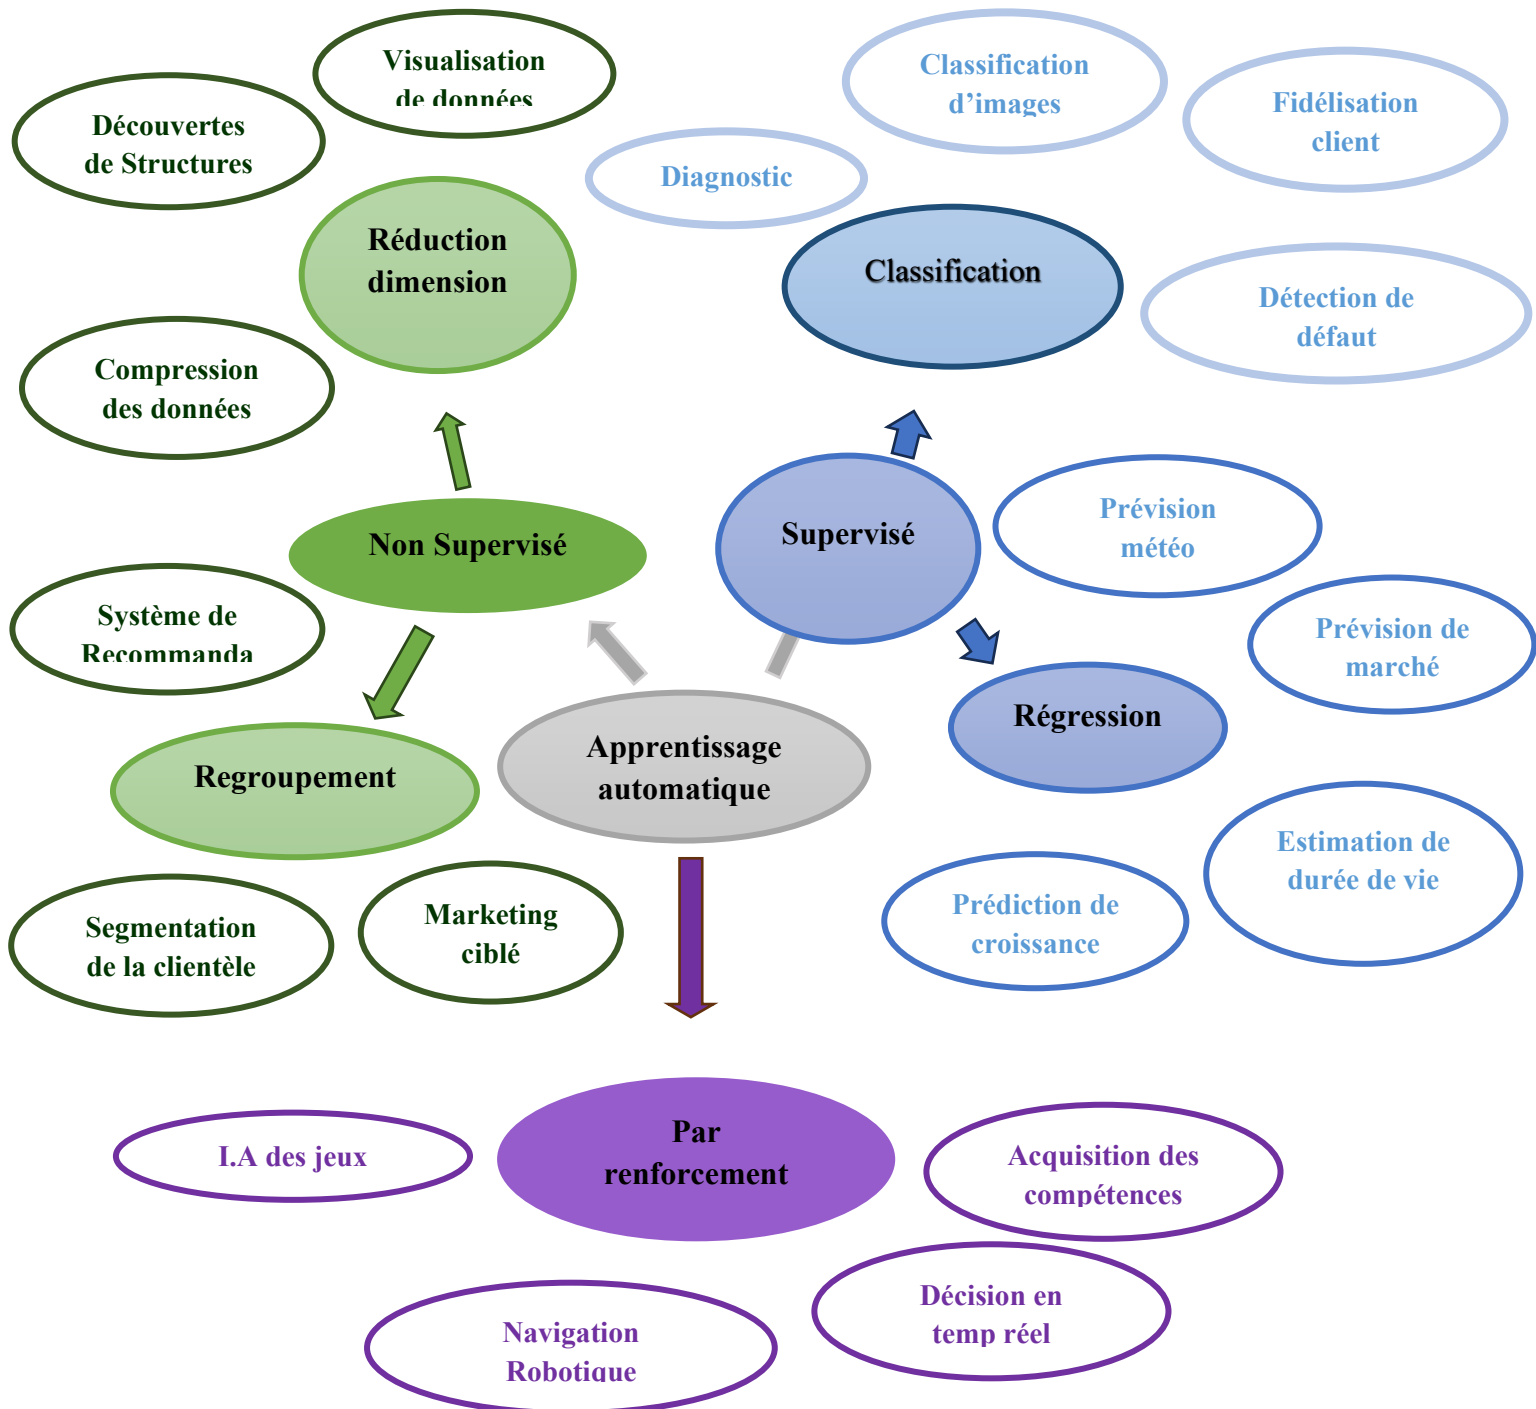 Visualisation
de données
Découvertes
de Structures
Réduction
dimension
Compression
des données
Classification
d’images
Fidélisation
client
Diagnostic
Classification
Détection de
défaut
Non Supervisé
Supervisé
Prévision
météo
Prévision de
marché
Système de
Recommanda
Régression
Apprentissage
automatique
Regroupement
Estimation de
durée de vie
Prédiction de
croissance
Segmentation
de la clientèle
Marketing
ciblé
Par
renforcement
I.A des jeux
Acquisition des
compétences
Décision en
temp réel
Navigation
Robotique